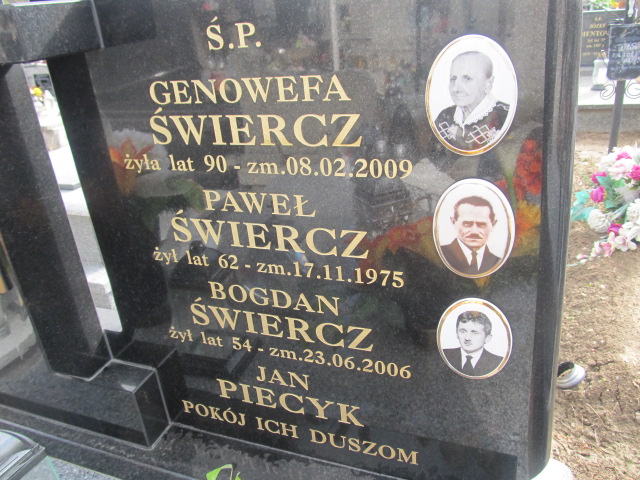 Ś.P.
GENOWEFA
ŚWIERCZ
żyła lat 90 - zm.08.02.2009
PAWEŁ
ŚWIERCZ
żył lat 62 - zm.17.11.1975
BOGDAN
ŚWIERCZ
żył lat 54 - zm.23.06.2006
JAN
PIECYK
POKÓJ ICH DUSZOM